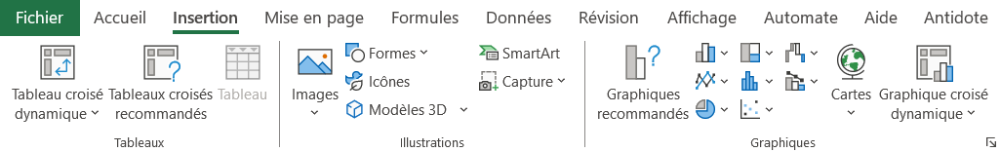 Fichier Accueil Insertion Mise en page Formules Données Révision Affichage Automate Aide Antidote
Tableau croisé dynamique
Tableaux croisés recommandés
Tableau
Tableaux
Images
Formes
Icônes
Modèles 3D
SmartArt
Capture
Illustrations
Graphiques recommandés
Cartes
Graphique croisé dynamique
Graphiques